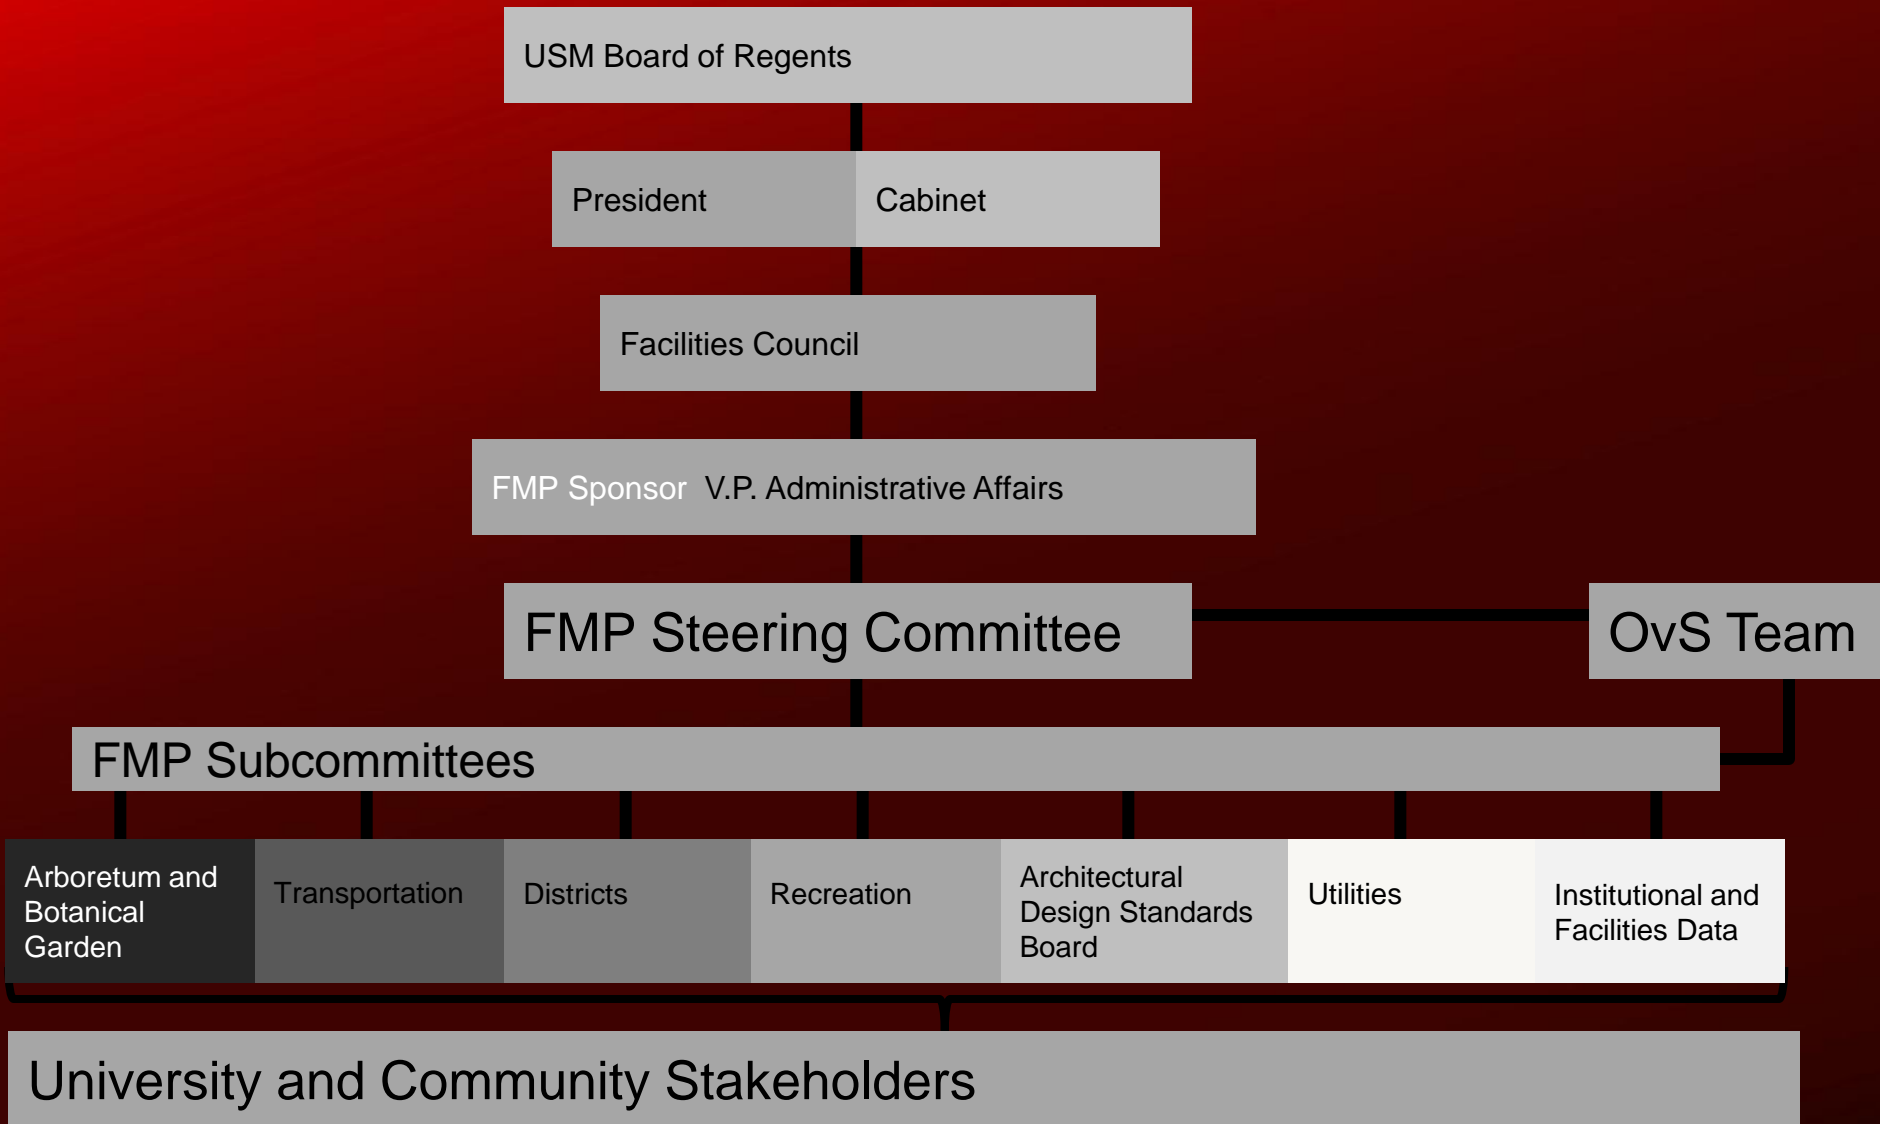 USM Board of Regents
President
Cabinet
Facilities Council
FMP Sponsor V.P. Administrative Affairs
FMP Steering Committee
OvS Team
FMP Subcommittees
Arboretum and
Botanical
Garden
Transportation
Districts
Recreation
Architectural
Design Standards
Board
Utilities
Institutional and
Facilities Data
University and Community Stakeholders